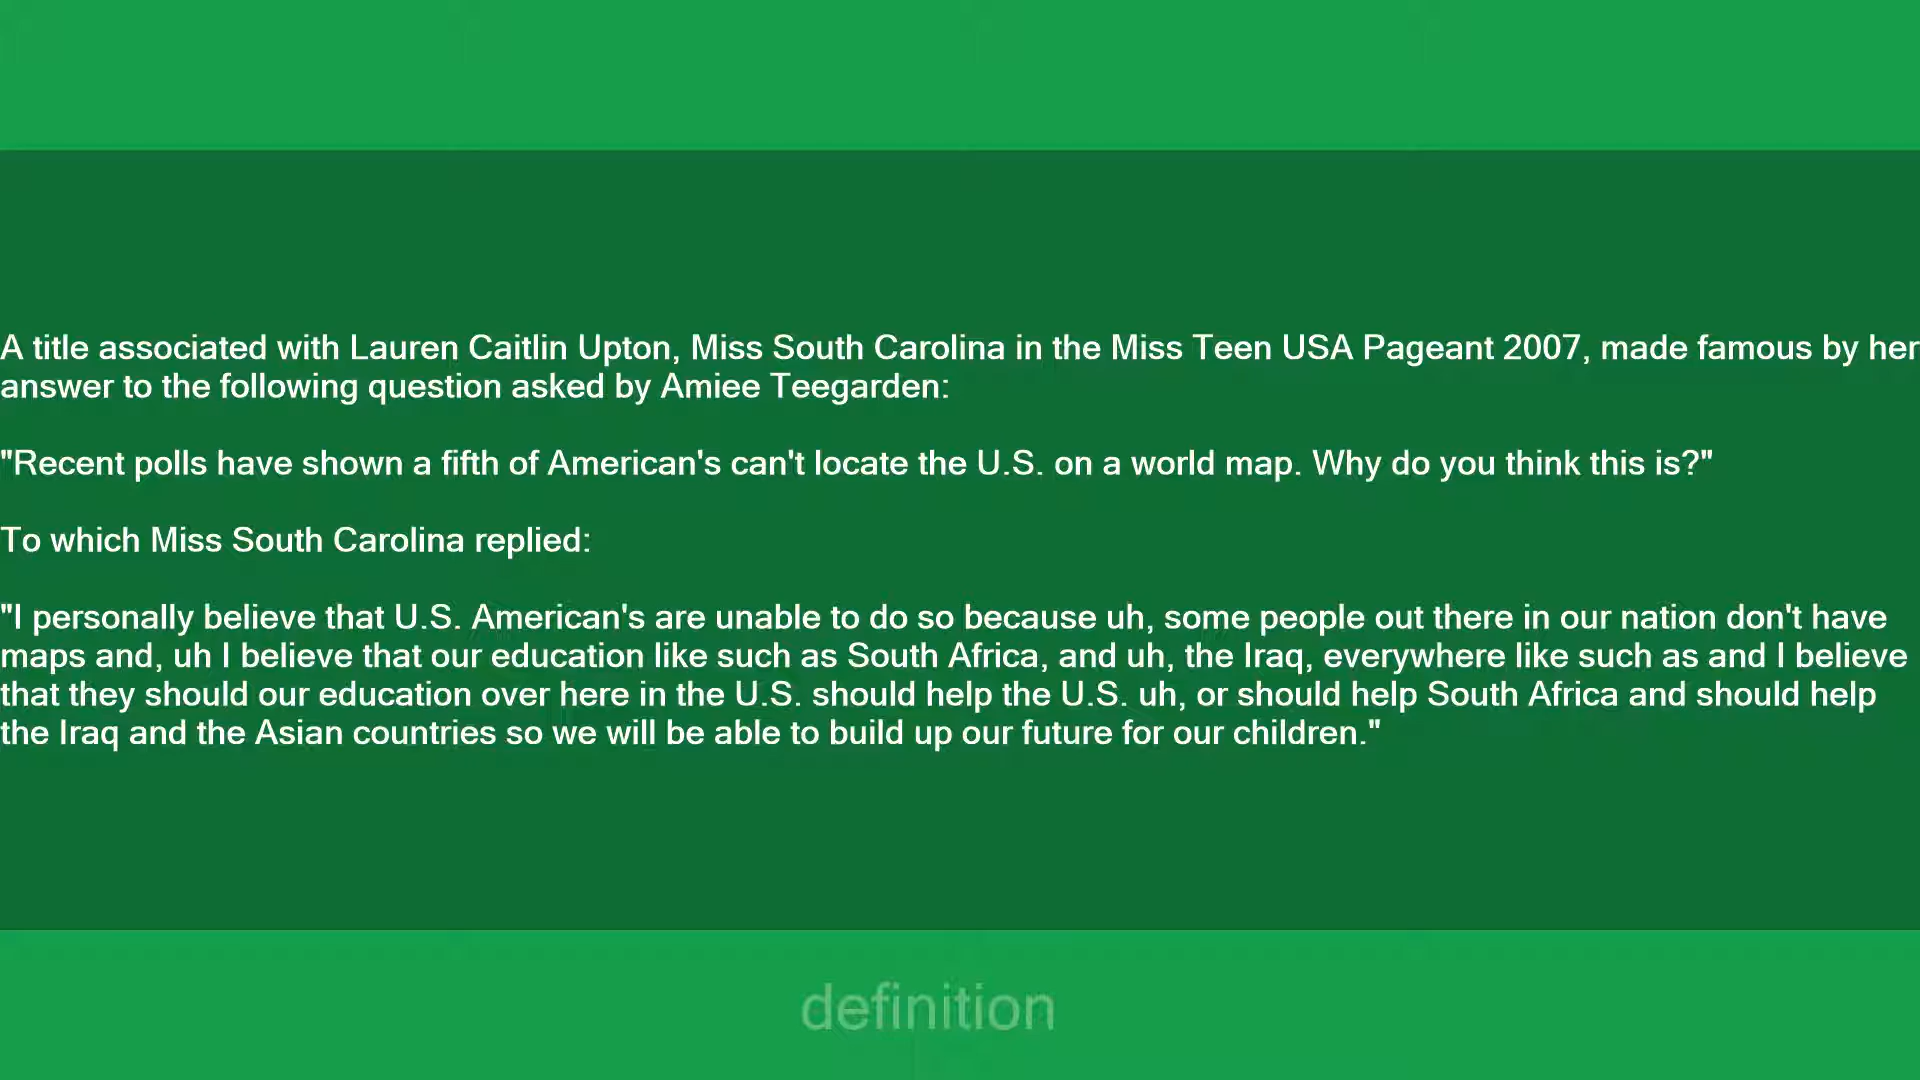 A title associated with Lauren Caitlin Upton, Miss South Carolina in the Miss Teen USA Pageant 2007, made famous by her
answer to the following question asked by Amiee Teegarden:
"Recent polls have shown a fifth of American's can't locate the U.S. on a world map. Why do you think this is?"
To which Miss South Carolina replied:
"I personally believe that U.S. American's are unable to do so because uh, some people out there in our nation don't have
maps and, uh I believe that our education like such as South Africa, and uh, the Iraq, everywhere like such as and I believe
that they should our education over here in the U.S. should help the U.S. uh, or should help South Africa and should help
the Iraq and the Asian countries so we will be able to build up our future for our children."
definition